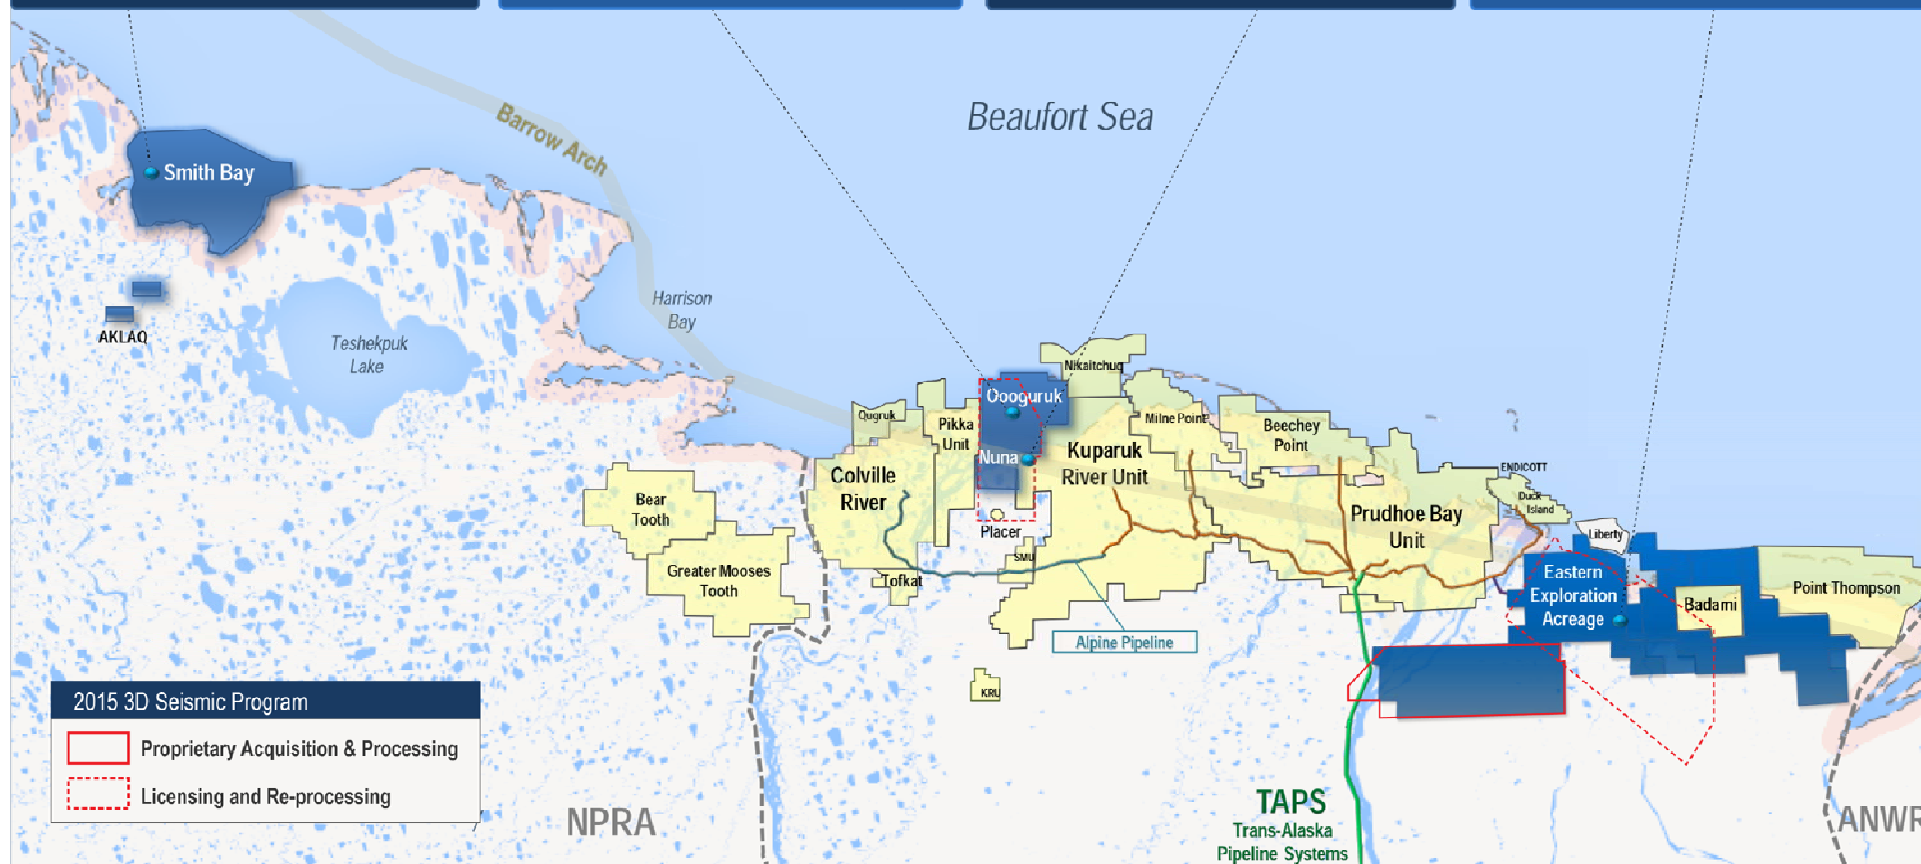 Beaufort Sea
Barrow Arch
Smith Bay
AKLAQ
Teshekpuk
Lake
Harrison
Bay
Nikaitchuq
Oooguruk
Qugruk
Pikka
Unit
Milne Point
Beechey
Point
Nuna
Kuparuk
River Unit
Colville
River
ENDICOTT
Duck
Island
Bear
Tooth
Prudhoe Bay
Unit
Placer
Liberty
SMU
Greater Mooses
Tooth
Tofkat
Eastern
Exploration
Acreage
Badami
Point Thompson
Alpine Pipeline
KRU
2015 3D Seismic Program
Proprietary Acquisition & Processing
Licensing and Re-processing
NPRA
TAPS
Trans-Alaska
Pipeline Systems
ANWR